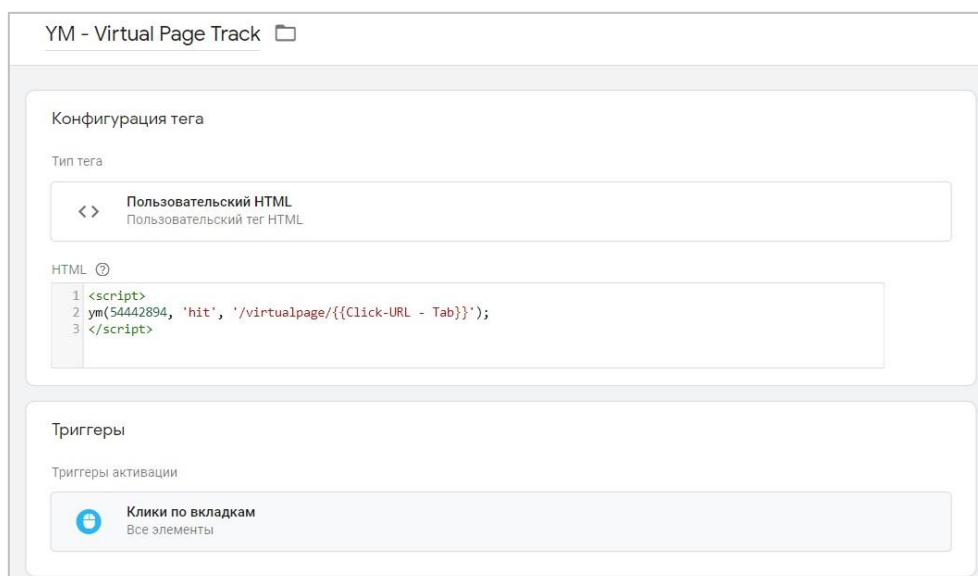 YM - Virtual Page Track
Конфигурация тега
Тип тега
Пользовательский HTML
Пользовательский тег HTML
HTML
1 <script>
2 ym(54442894, 'hit', '/virtualpage/{{Click-URL - Tab}}');
3 </script>
Триггеры
Триггеры активации
Клики по вкладкам
Все элементы